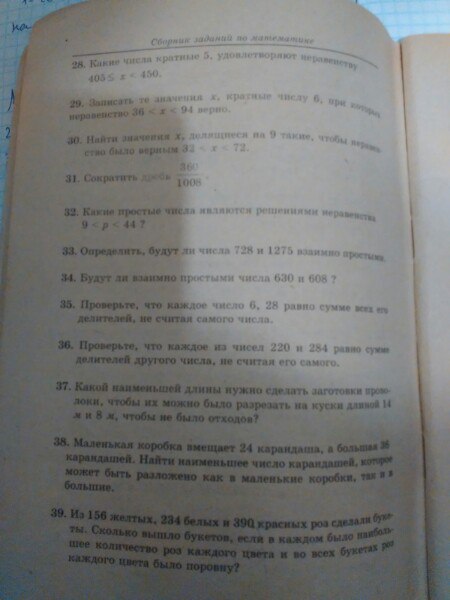 Сборник заданий по математике
28. Какие числа кратные 5, удовлетворяют неравенству
405 ≤ x < 450.
29. Записать те значения x, кратные числу 6, при которых
неравенство 36 < x < 94 верно.
30. Найти значения x, делящиеся на 9 такие, чтобы неравен-
ство было верным 32 < x < 72.
31. Сократить дробь 360/1008
32. Какие простые числа являются решениями неравенства
9 < p < 44 ?
33. Определить, будут ли числа 728 и 1275 взаимно простыми.
34. Будут ли взаимно простыми числа 630 и 608 ?
35. Проверьте, что каждое число 6, 28 равно сумме всех его
делителей, не считая самого числа.
36. Проверьте, что каждое из чисел 220 и 284 равно сумме
делителей другого числа, не считая его самого.
37. Какой наименьшей длины нужно сделать заготовки прово-
локи, чтобы их можно было разрезать на куски длиной 14
м и 8 м, чтобы не было отходов?
38. Маленькая коробка вмещает 24 карандаша, а большая 36
карандашей. Найти наименьшее число карандашей, которое
может быть разложено как в маленькие коробки, так и в
большие.
39. Из 156 желтых, 234 белых и 390 красных роз сделали буке-
ты. Сколько вышло букетов, если в каждом было наиболь-
шее количество роз каждого цвета и во всех букетах роз
каждого цвета было поровну?